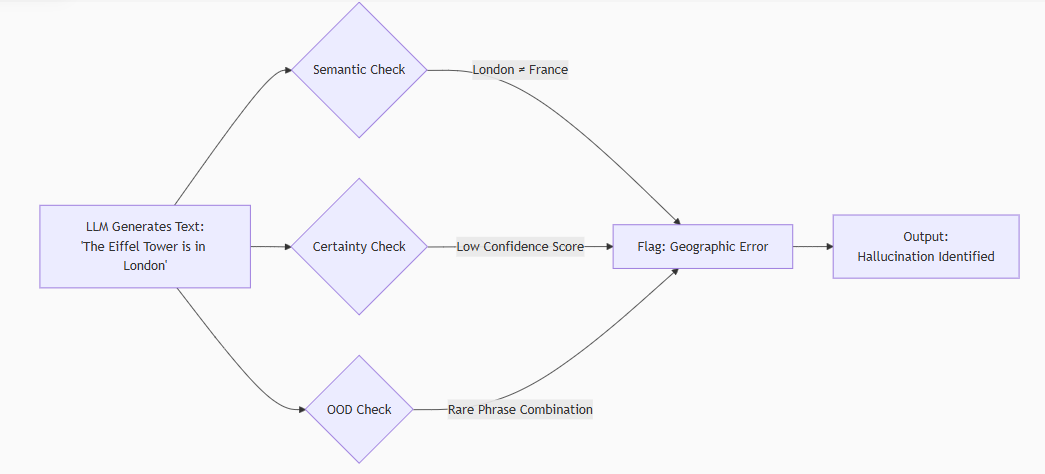 Semantic Check
London ≠ France
LLM Generates Text:
'The Eiffel Tower is in
London'
Certainty Check
Low Confidence Score
Flag: Geographic Error
Output:
Hallucination Identified
OOD Check
Rare Phrase Combination